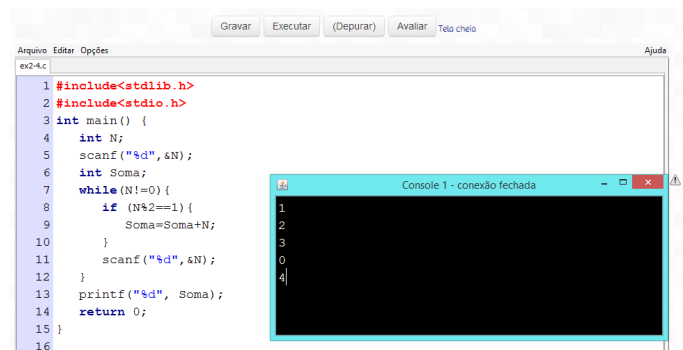 Gravar Executar (Depurar) Avaliar Tela cheia
Arquivo Editar Opções Ajuda
ex2-4.c
1 #include<stdlib.h>
2 #include<stdio.h>
3 int main() {
4 int N;
5 scanf("%d",&N);
6 int Soma;
7 while(N!=0){
8 if (N%2==1){
9 Soma=Soma+N;
10 }
11 scanf("%d",&N);
12 }
13 printf("%d", Soma);
14 return 0;
15 }
16
Console 1 - conexão fechada
1
2
3
0
4